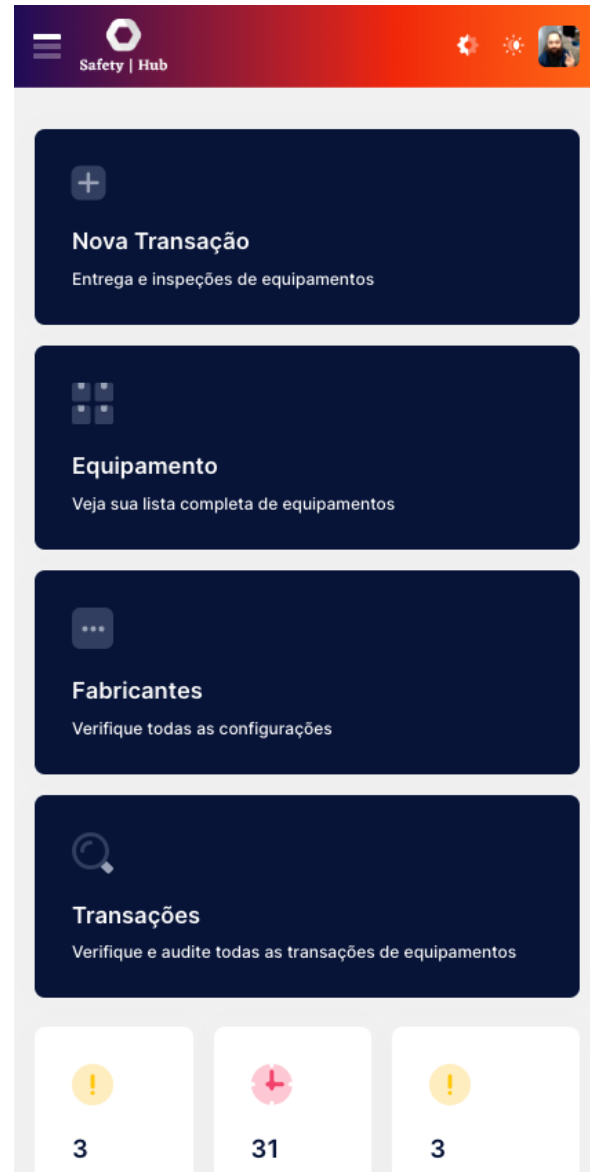 Safety | Hub
Nova Transação
Entrega e inspeções de equipamentos
Equipamento
Veja sua lista completa de equipamentos
Fabricantes
Verifique todas as configurações
Transações
Verifique e audite todas as transações de equipamentos
3 31 3